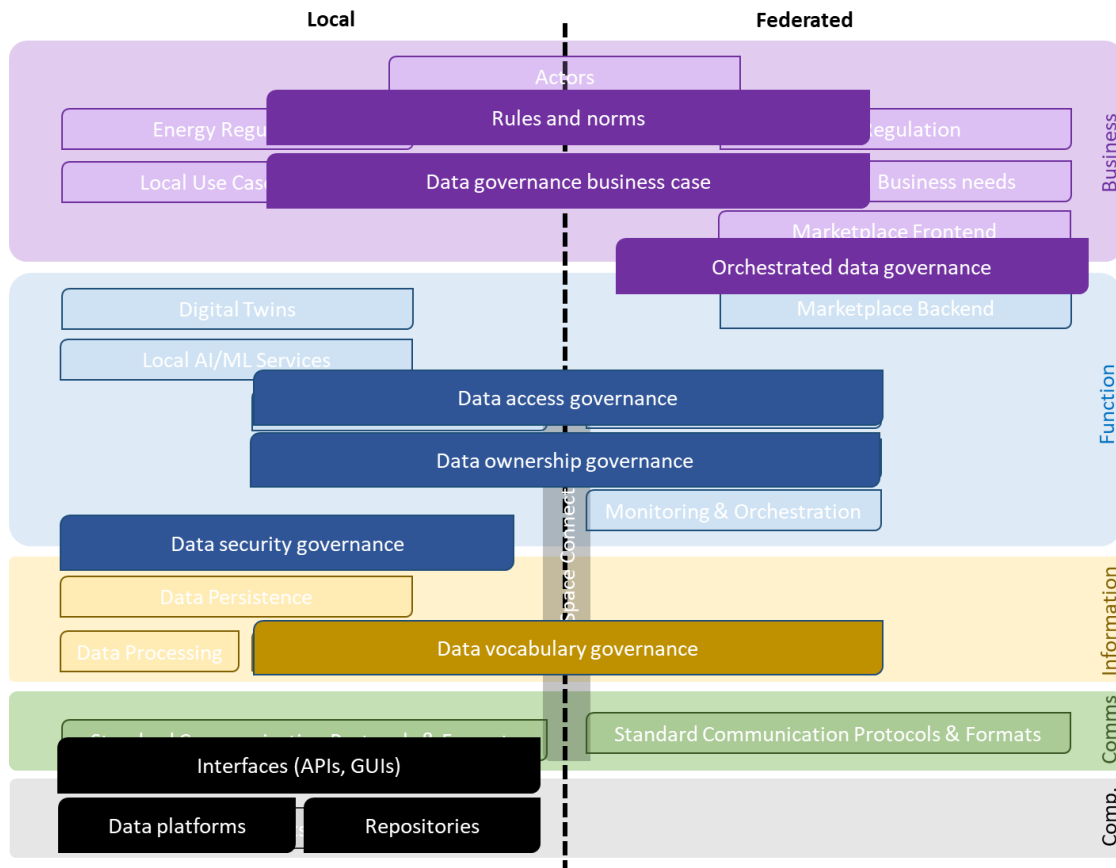 Local
Federated
Actors
Rules and norms
Energy Regu
Regulation
Business
Data governance business case
Local Use Case
Business needs
Marketplace Frontend
Orchestrated data governance
Digital Twins
Marketplace Backend
Local AI/ML Services
Function
Data access governance
Data ownership governance
Space Connect
Monitoring & Orchestration
Data security governance
Data Persistence
Information
Data Processing
Data vocabulary governance
Standard Communication Protocols & Formats
Comms
Interfaces (APIs, GUIs)
Data platforms
Repositories
Comp.